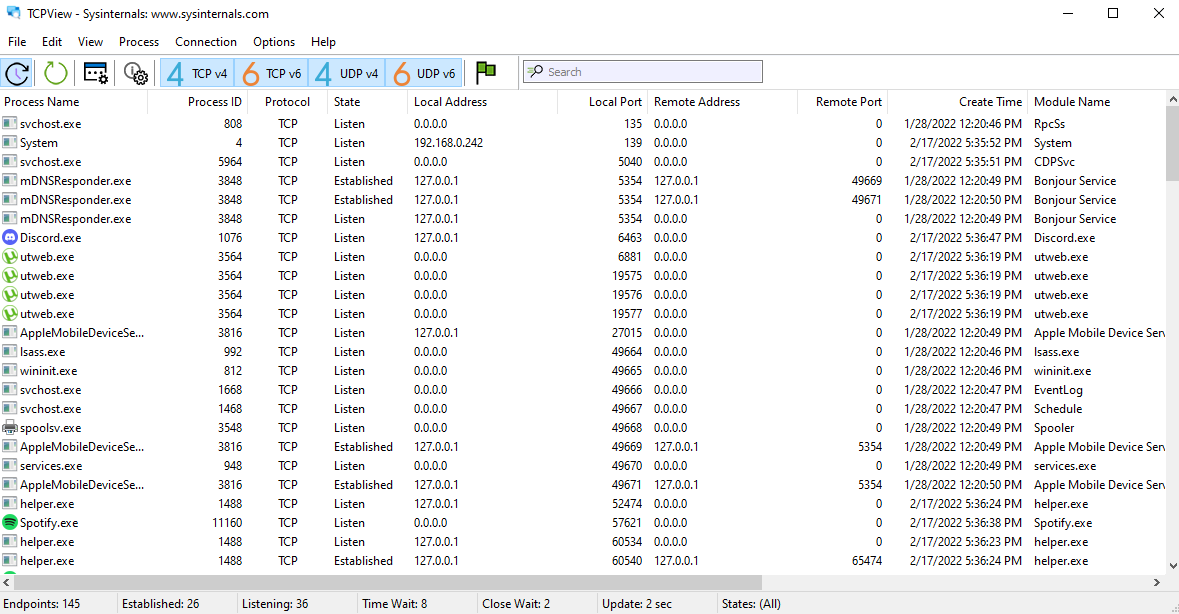 TCPView - Sysinternals: www.sysinternals.com
File Edit View Process Connection Options Help
4 TCP v4 6 TCP v6 4 UDP v4 6 UDP v6 Search
Process Name Process ID Protocol State Local Address Local Port Remote Address Remote Port Create Time Module Name
svchost.exe 808 TCP Listen 0.0.0.0 135 0.0.0.0 0 1/28/2022 12:20:46 PM RpcSs
System 4 TCP Listen 192.168.0.242 139 0.0.0.0 0 2/17/2022 5:35:52 PM System
svchost.exe 5964 TCP Listen 0.0.0.0 5040 0.0.0.0 0 2/17/2022 5:35:51 PM CDPSvc
mDNSResponder.exe 3848 TCP Established 127.0.0.1 5354 127.0.0.1 49669 1/28/2022 12:20:49 PM Bonjour Service
mDNSResponder.exe 3848 TCP Established 127.0.0.1 5354 127.0.0.1 49671 1/28/2022 12:20:50 PM Bonjour Service
mDNSResponder.exe 3848 TCP Listen 127.0.0.1 5354 0.0.0.0 0 1/28/2022 12:20:49 PM Bonjour Service
Discord.exe 1076 TCP Listen 127.0.0.1 6463 0.0.0.0 0 2/17/2022 5:36:47 PM Discord.exe
utweb.exe 3564 TCP Listen 0.0.0.0 6881 0.0.0.0 0 2/17/2022 5:36:19 PM utweb.exe
utweb.exe 3564 TCP Listen 0.0.0.0 19575 0.0.0.0 0 2/17/2022 5:36:19 PM utweb.exe
utweb.exe 3564 TCP Listen 0.0.0.0 19576 0.0.0.0 0 2/17/2022 5:36:19 PM utweb.exe
utweb.exe 3564 TCP Listen 0.0.0.0 19577 0.0.0.0 0 2/17/2022 5:36:19 PM utweb.exe
AppleMobileDeviceSe... 3816 TCP Listen 127.0.0.1 27015 0.0.0.0 0 1/28/2022 12:20:49 PM Apple Mobile Device Ser
lsass.exe 992 TCP Listen 0.0.0.0 49664 0.0.0.0 0 1/28/2022 12:20:46 PM lsass.exe
wininit.exe 812 TCP Listen 0.0.0.0 49665 0.0.0.0 0 1/28/2022 12:20:46 PM wininit.exe
svchost.exe 1668 TCP Listen 0.0.0.0 49666 0.0.0.0 0 1/28/2022 12:20:47 PM EventLog
svchost.exe 1468 TCP Listen 0.0.0.0 49667 0.0.0.0 0 1/28/2022 12:20:47 PM Schedule
spoolsv.exe 3548 TCP Listen 0.0.0.0 49668 0.0.0.0 0 1/28/2022 12:20:49 PM Spooler
AppleMobileDeviceSe... 3816 TCP Established 127.0.0.1 49669 127.0.0.1 5354 1/28/2022 12:20:49 PM Apple Mobile Device Ser
services.exe 948 TCP Listen 0.0.0.0 49670 0.0.0.0 0 1/28/2022 12:20:49 PM services.exe
AppleMobileDeviceSe... 3816 TCP Established 127.0.0.1 49671 127.0.0.1 5354 1/28/2022 12:20:50 PM Apple Mobile Device Ser
helper.exe 1488 TCP Listen 127.0.0.1 52474 0.0.0.0 0 2/17/2022 5:36:24 PM helper.exe
Spotify.exe 11160 TCP Listen 0.0.0.0 57621 0.0.0.0 0 2/17/2022 5:36:38 PM Spotify.exe
helper.exe 1488 TCP Listen 127.0.0.1 60534 0.0.0.0 0 2/17/2022 5:36:23 PM helper.exe
helper.exe 1488 TCP Established 127.0.0.1 60540 127.0.0.1 65474 2/17/2022 5:36:24 PM helper.exe
Endpoints: 145 Established: 26 Listening: 36 Time Wait: 8 Close Wait: 2 Update: 2 sec States: (All)